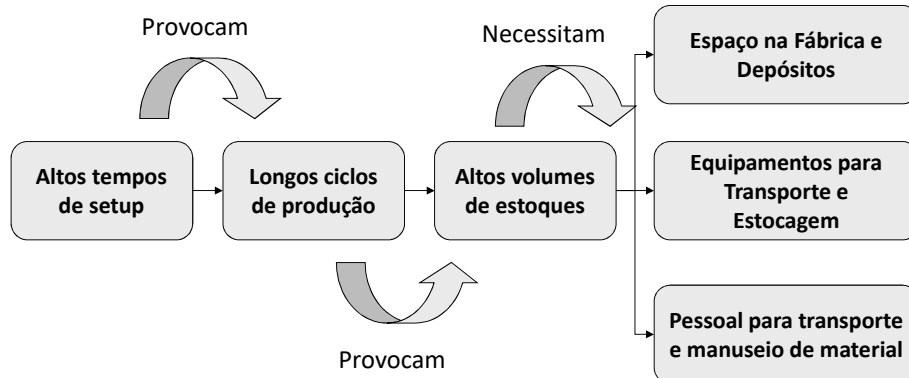 Provocam
Necessitam
Espaço na Fábrica e
Depósitos
Altos tempos
de setup
Longos ciclos
de produção
Altos volumes
de estoques
Equipamentos para
Transporte e
Estocagem
Provocam
Pessoal para transporte
e manuseio de material